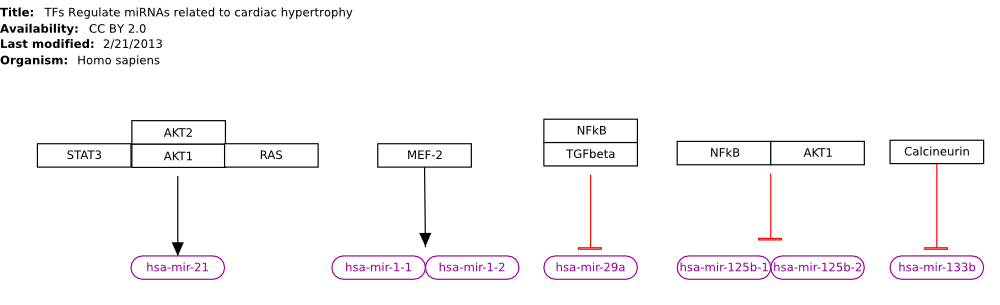 Title: TFs Regulate miRNAs related to cardiac hypertrophy
Availability: CC BY 2.0
Last modified: 2/21/2013
Organism: Homo sapiens
AKT2
STAT3 AKT1 RAS
MEF-2
NFkB
TGFbeta
NFkB AKT1
Calcineurin
hsa-mir-21
hsa-mir-1-1 hsa-mir-1-2
hsa-mir-29a
hsa-mir-125b-1 hsa-mir-125b-2
hsa-mir-133b